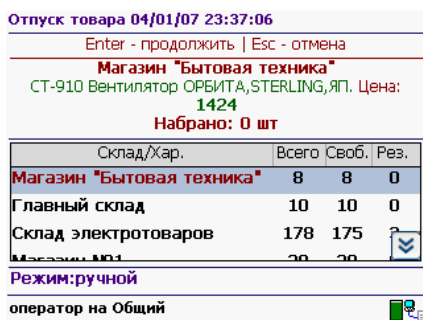 Отпуск товара 04/01/07 23:37:06
Enter - продолжить | Esc - отмена
Магазин "Бытовая техника"
СТ-910 Вентилятор ОРБИТА,STERLING,ЯП. Цена:
1424
Набрано: 0 шт
Склад/Хар. Всего Своб. Рез.
Магазин "Бытовая техника" 8 8 0
Главный склад 10 10 0
Склад электротоваров 178 175
Магазин №1
Режим:ручной
оператор на Общий